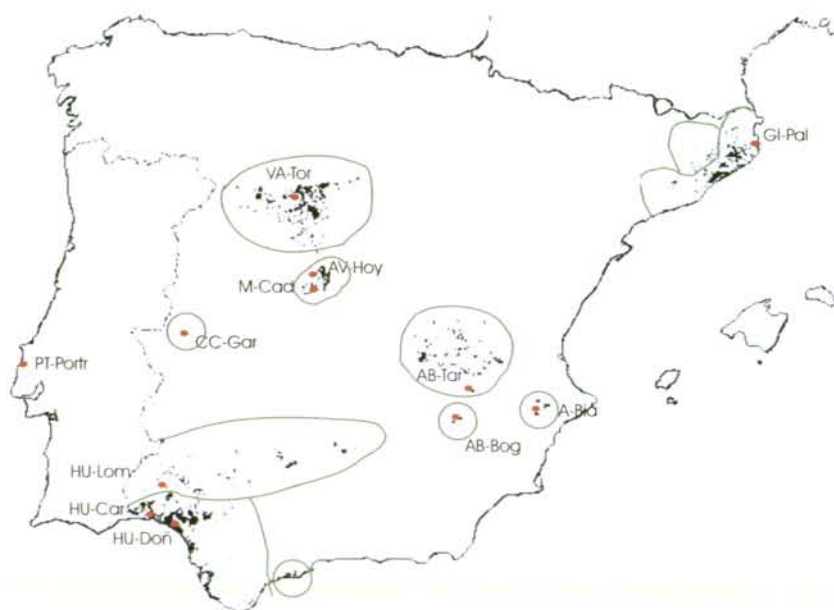 GI-Pal
VA-Tor
AV-Hoy
M-Cad
CC-Gar
PT-Portr
AB-Tar
A-Bia
AB-Bog
HU-Lom
HU-Car
HU-Don